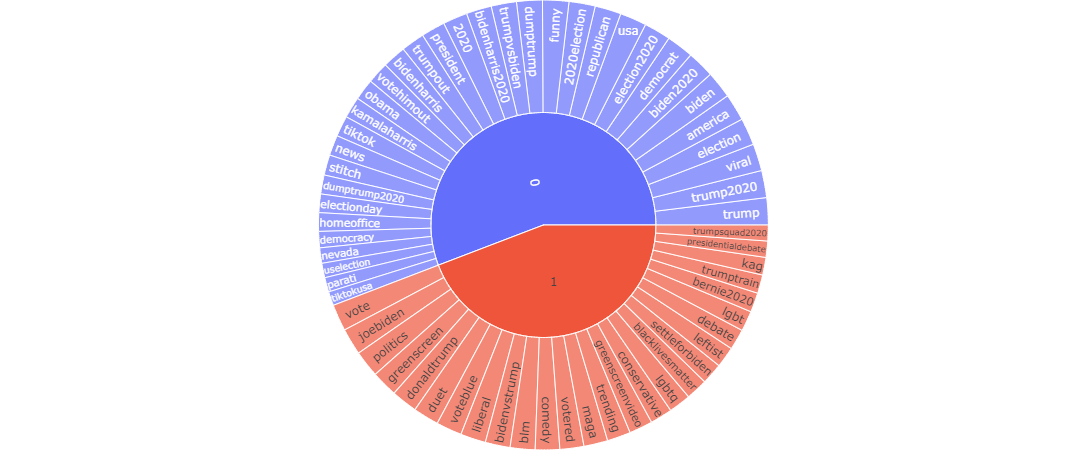 0
trump
trump2020
viral
election
america
biden
biden2020
democrat
election2020
usa
republican
2020election
funny
dumptrump
trumpvsbiden
bidenharris2020
2020
president
trumpout
bidenharris
votehimout
obama
kamalaharris
tiktok
news
stitch
dumptrump2020
electionday
homeoffice
democracy
nevada
uselection
parati
tiktokusa
1
vote
joebiden
politics
greenscreen
donaldtrump
duet
voteblue
liberal
bidenvstrump
blm
comedy
votered
maga
trending
greenscreenvideo
conservative
lgbtq
blacklivesmatter
settleforbiden
leftist
debate
lgbt
bernie2020
trumptrain
kag
presidentialdebate
trumpsquad2020